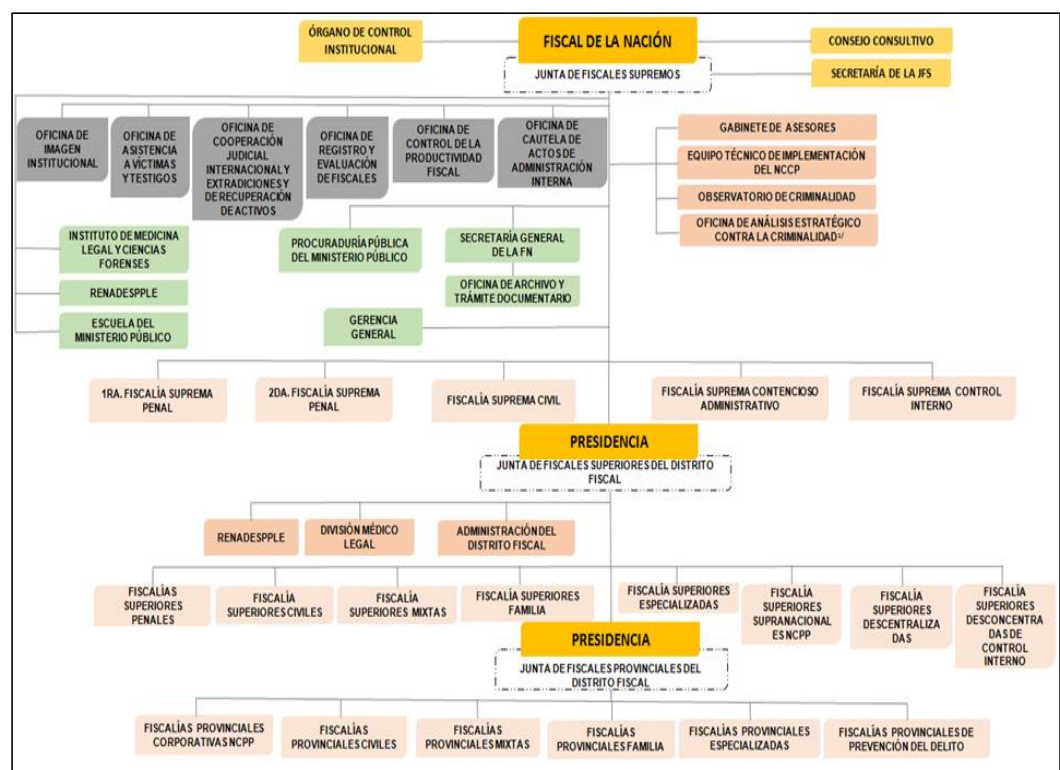 ÓRGANO DE CONTROL
INSTITUCIONAL
FISCAL DE LA NACIÓN
JUNTA DE FISCALES SUPREMOS
CONSEJO CONSULTIVO
SECRETARÍA DE LA JFS
OFICINA DE
IMAGEN
INSTITUCIONAL
OFICINA DE
ASISTENCIA
A VÍCTIMAS
Y TESTIGOS
OFICINA DE
COOPERACIÓN
JUDICIAL
INTERNACIONAL Y
EXTRADICIONES Y
DE RECUPERACIÓN
DE ACTIVOS
OFICINA DE
REGISTRO Y
EVALUACIÓN
DE FISCALES
OFICINA DE
CONTROL DE LA
PRODUCTIVIDAD
FISCAL
OFICINA DE
CAUTELA DE
ACTOS DE
ADMINISTRACIÓN
INTERNA
GABINETE DE ASESORES
EQUIPO TÉCNICO DE IMPLEMENTACIÓN
DEL NCCP
OBSERVATORIO DE CRIMINALIDAD
OFICINA DE ANÁLISIS ESTRATÉGICO
CONTRA LA CRIMINALIDAD¹/
INSTITUTO DE MEDICINA
LEGAL Y CIENCIAS
FORENSES
RENADESPPLE
ESCUELA DEL
MINISTERIO PÚBLICO
PROCURADURÍA PÚBLICA
DEL MINISTERIO PÚBLICO
SECRETARÍA GENERAL
DE LA FN
OFICINA DE ARCHIVO Y
TRÁMITE DOCUMENTARIO
GERENCIA
GENERAL
1RA. FISCALÍA SUPREMA
PENAL
2DA. FISCALÍA SUPREMA
PENAL
FISCALÍA SUPREMA CIVIL
FISCALÍA SUPREMA CONTENCIOSO
ADMINISTRATIVO
FISCALÍA SUPREMA CONTROL
INTERNO
PRESIDENCIA
JUNTA DE FISCALES SUPERIORES DEL DISTRITO
FISCAL
RENADESPPLE
DIVISIÓN MÉDICO
LEGAL
ADMINISTRACIÓN DEL
DISTRITO FISCAL
FISCALÍAS
SUPERIORES
PENALES
FISCALÍA
SUPERIORES CIVILES
FISCALÍA
SUPERIORES MIXTAS
FISCALÍA SUPERIORES
FAMILIA
FISCALÍA SUPERIORES
ESPECIALIZADAS
FISCALÍA
SUPERIORES
SUPRANACIONAL
ES NCPP
FISCALÍA
SUPERIORES
DESCENTRALIZA
DAS
FISCALÍA
SUPERIORES
DESCONCENTRA
DAS DE
CONTROL
INTERNO
PRESIDENCIA
JUNTA DE FISCALES PROVINCIALES DEL
DISTRITO FISCAL
FISCALÍAS PROVINCIALES
CORPORATIVAS NCPP
FISCALÍAS
PROVINCIALES CIVILES
FISCALÍAS
PROVINCIALES MIXTAS
FISCALÍAS
PROVINCIALES FAMILIA
FISCALÍAS PROVINCIALES
ESPECIALIZADAS
FISCALÍAS PROVINCIALES DE
PREVENCIÓN DEL DELITO